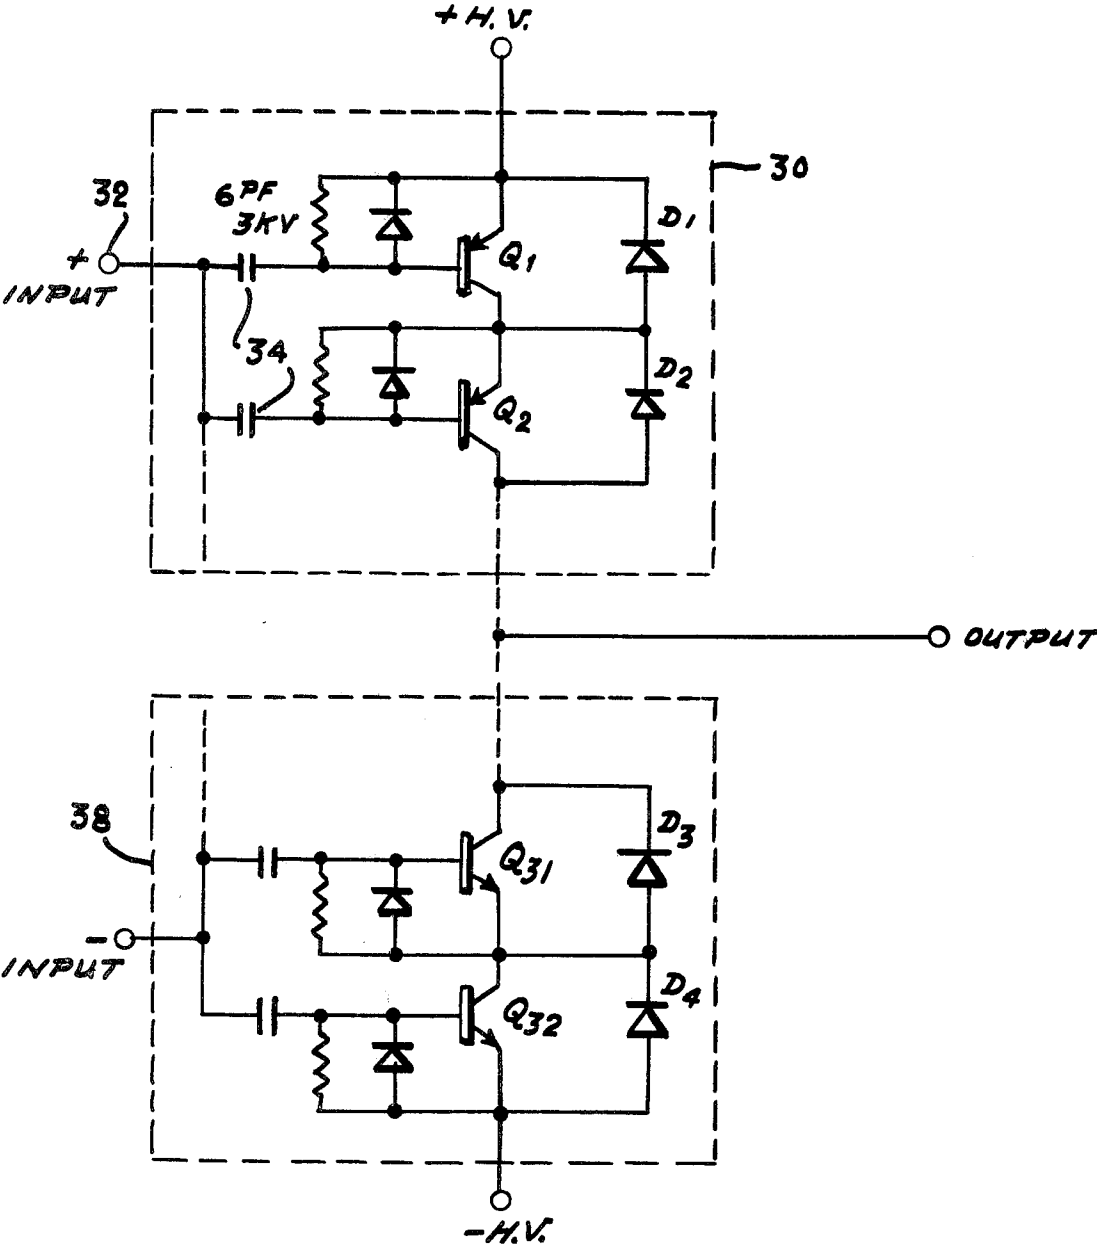 + H. V.
30
32
6PF
3KV
D1
+
INPUT
Q1
34
D2
Q2
OUTPUT
38
D3
Q31
-
INPUT
D4
Q32
-H.V.